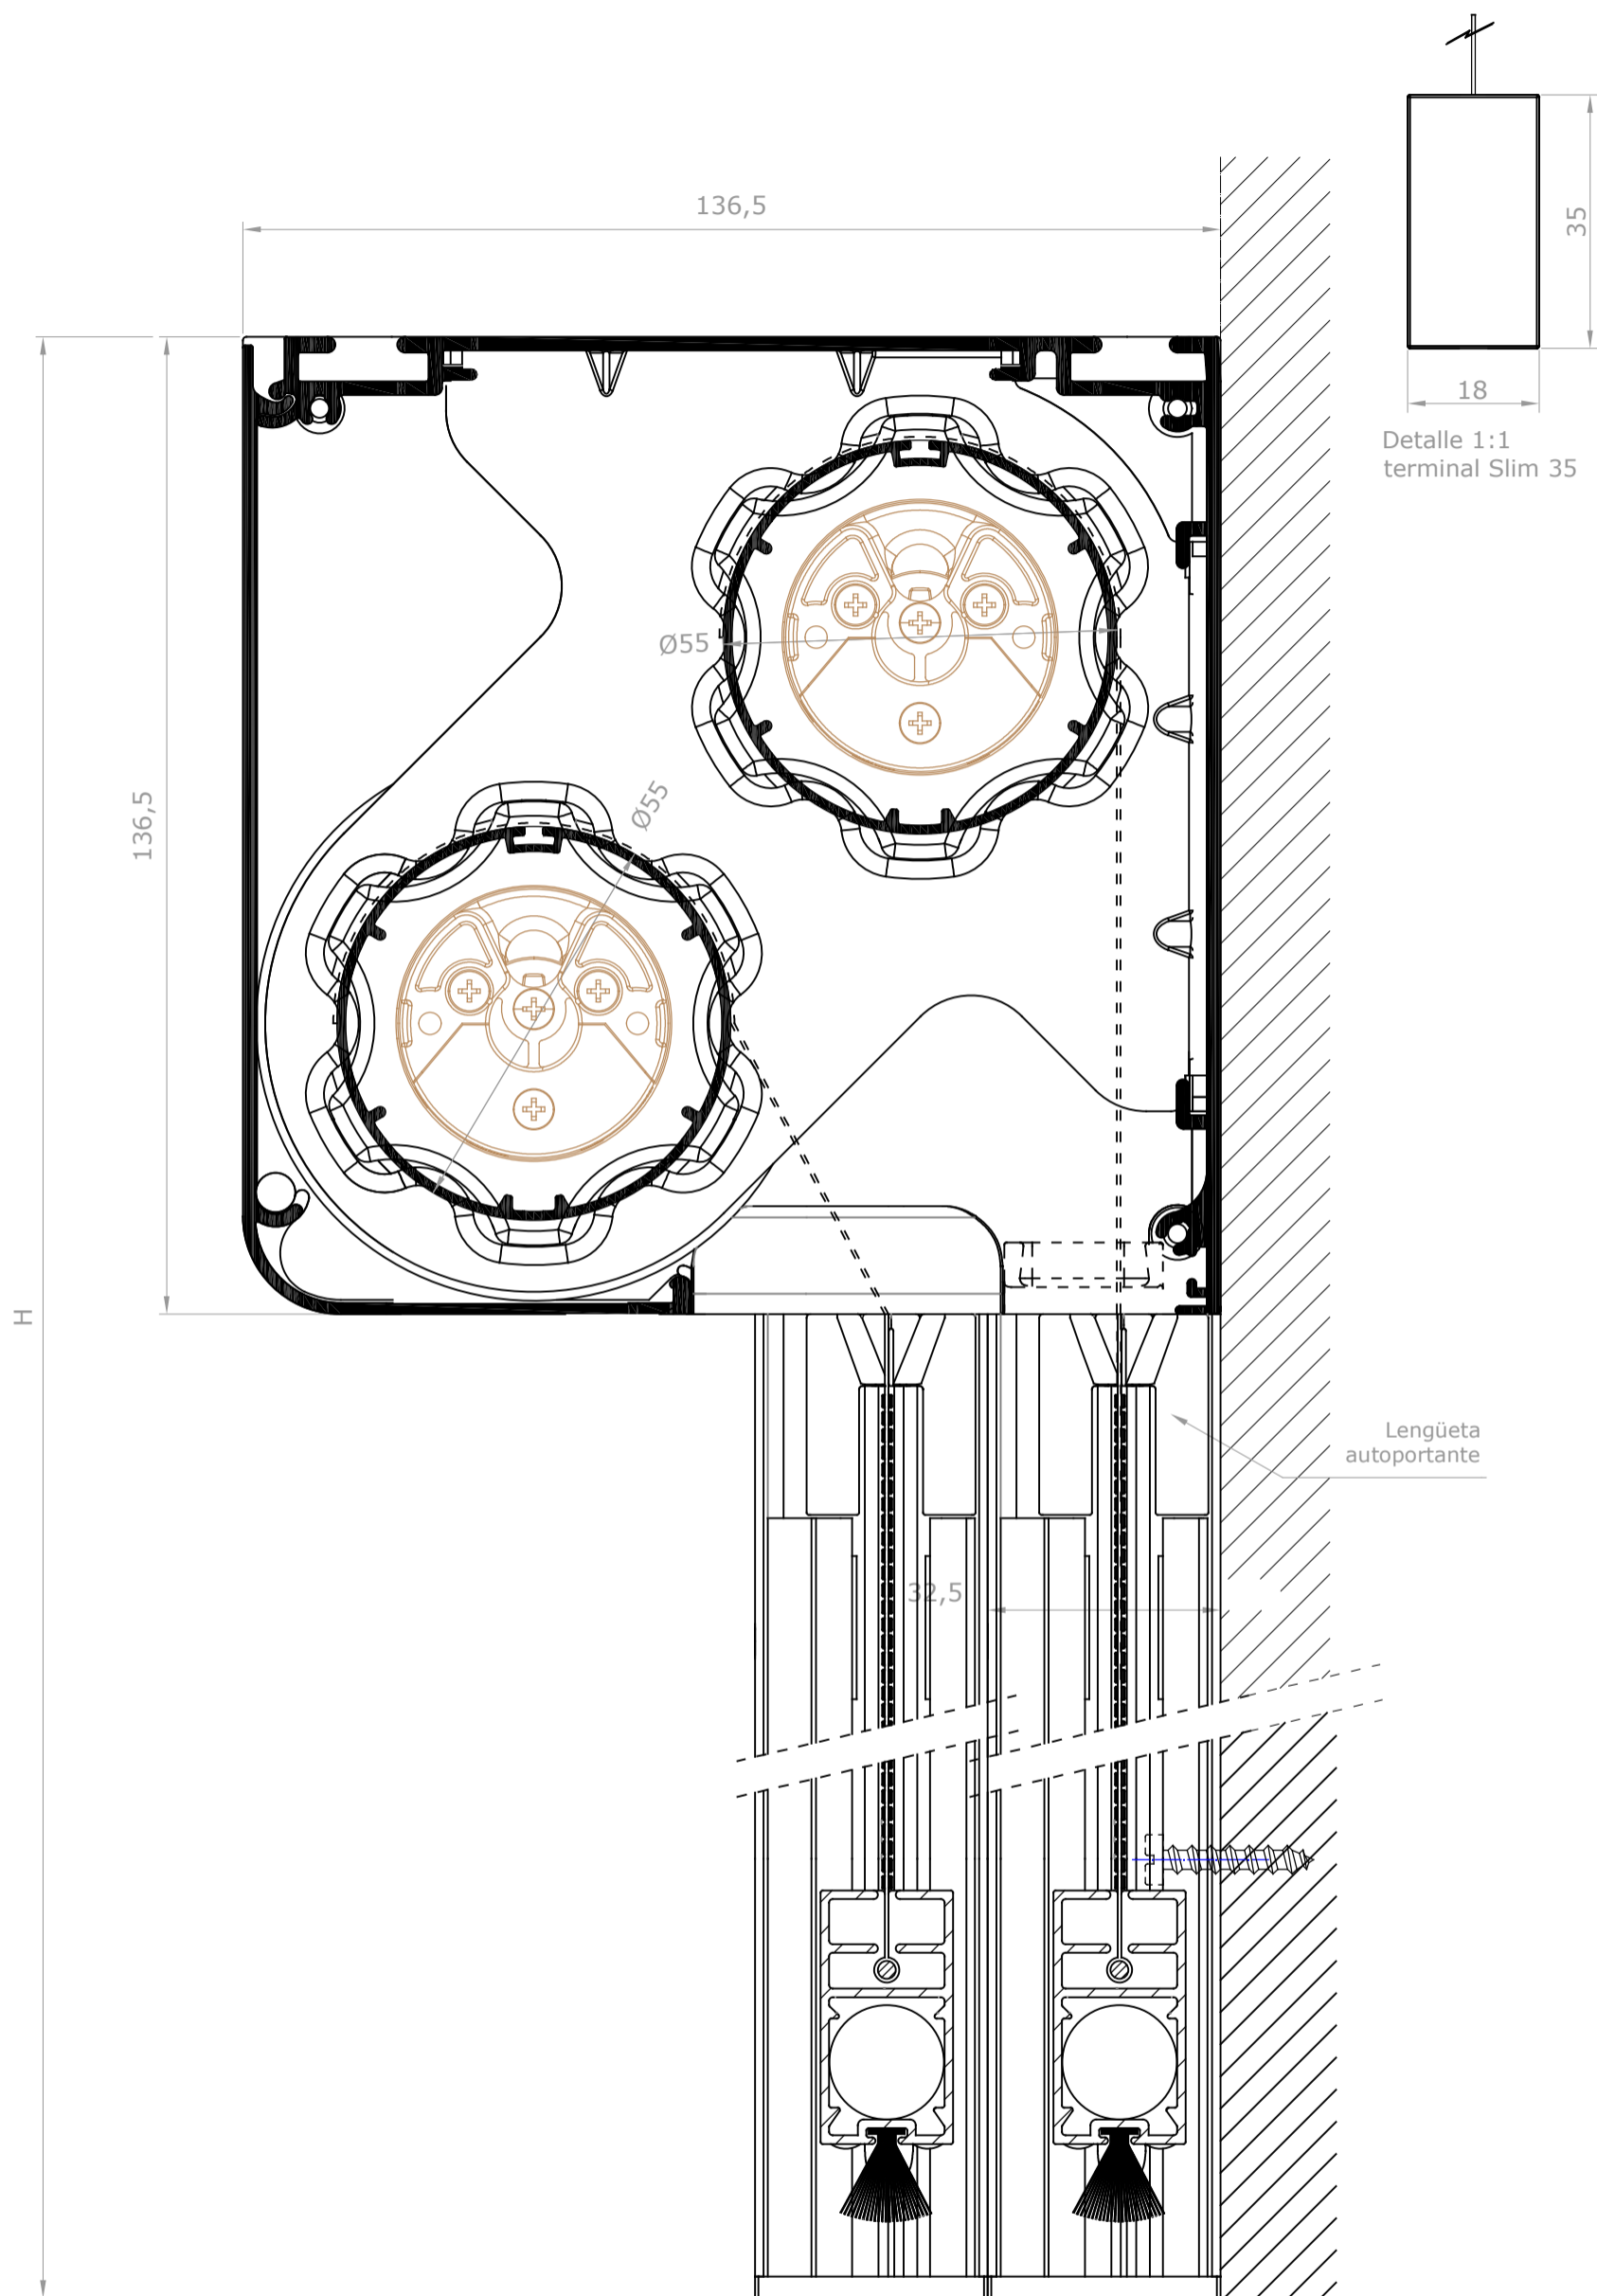 136,5
35
18
Detalle 1:1
terminal Slim 35
Ø55
Ø55
136,5
H
Lengüeta
autoportante
32,5